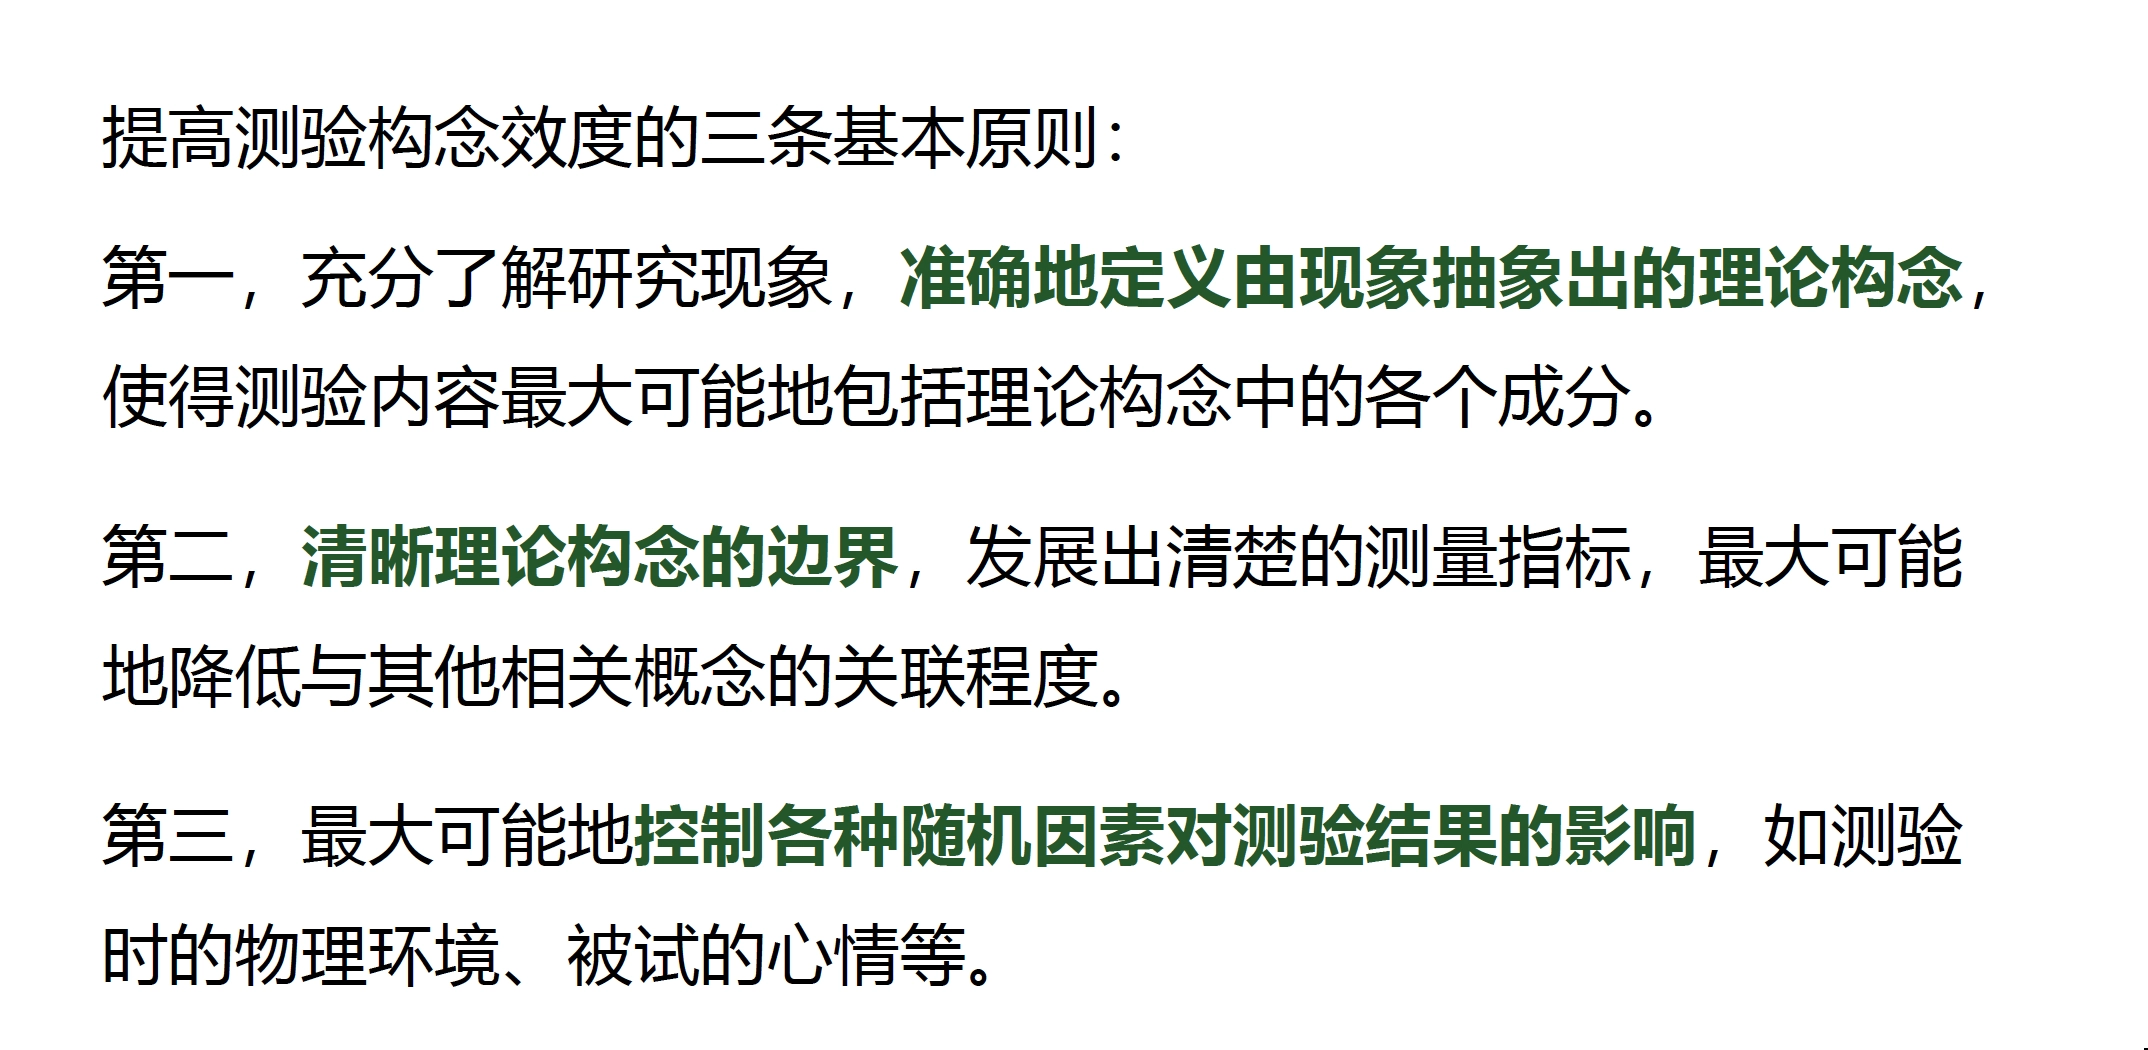 提高测验构念效度的三条基本原则：
第一，充分了解研究现象，准确地定义由现象抽象出的理论构念，
使得测验内容最大可能地包括理论构念中的各个成分。
第二，清晰理论构念的边界，发展出清楚的测量指标，最大可能
地降低与其他相关概念的关联程度。
第三，最大可能地控制各种随机因素对测验结果的影响，如测验
时的物理环境、被试的心情等。